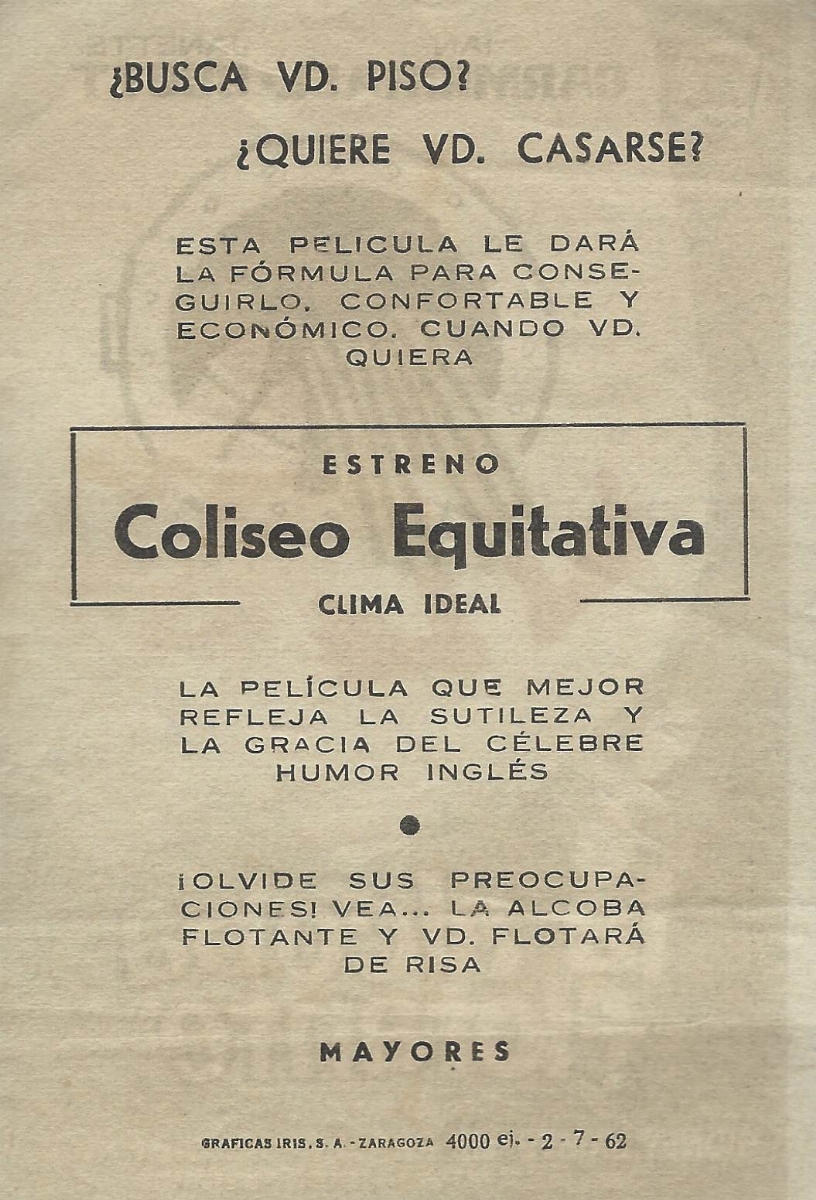 ¿BUSCA VD. PISO?
¿QUIERE VD. CASARSE?
ESTA PELICULA LE DARÁ
LA FÓRMULA PARA CONSE-
GUIRLO. CONFORTABLE Y
ECONÓMICO. CUANDO VD.
QUIERA
ESTRENO
Coliseo Equitativa
CLIMA IDEAL
LA PELÍCULA QUE MEJOR
REFLEJA LA SUTILEZA Y
LA GRACIA DEL CÉLEBRE
HUMOR INGLÉS
¡OLVIDE SUS PREOCUPA-
CIONES! VEA... LA ALCOBA
FLOTANTE Y VD. FLOTARÁ
DE RISA
MAYORES
GRAFICAS IRIS, S. A. - ZARAGOZA 4000 ej. - 2 - 7 - 62